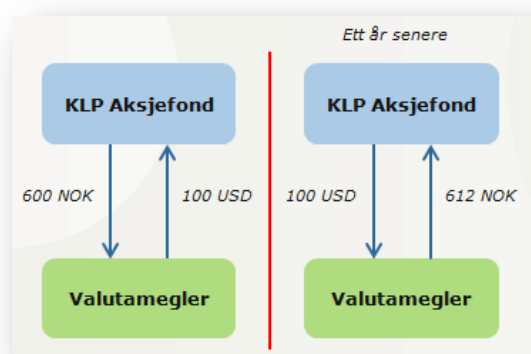 KLP Aksjefond
600 NOK
100 USD
Valutamegler
Ett år senere
KLP Aksjefond
100 USD
612 NOK
Valutamegler